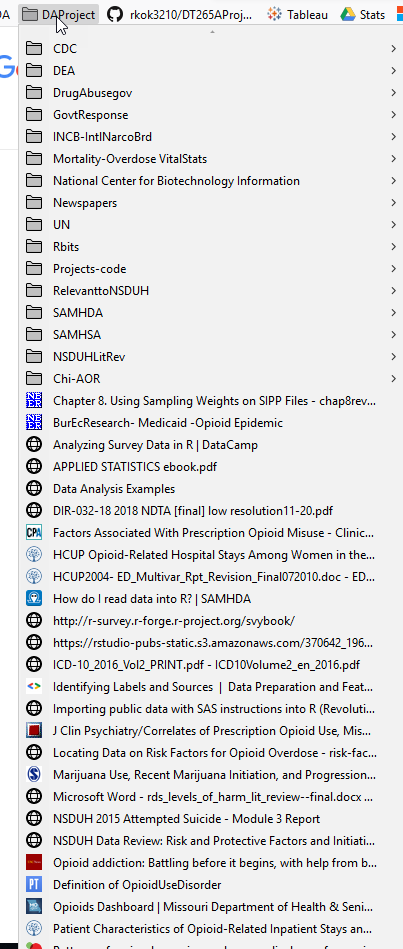 DA
DAProject
rkok3210/DT265AProj...
Tableau
Stats
CDC
DEA
DrugAbusegov
GovtResponse
INCB-IntlNarcoBrd
Mortality-Overdose VitalStats
National Center for Biotechnology Information
Newspapers
UN
Rbits
Projects-code
RelevanttoNSDUH
SAMHDA
SAMHSA
NSDUHLitRev
Chi-AOR
Chapter 8. Using Sampling Weights on SIPP Files - chap8rev...
BurEcResearch- Medicaid -Opioid Epidemic
Analyzing Survey Data in R | DataCamp
APPLIED STATISTICS ebook.pdf
Data Analysis Examples
DIR-032-18 2018 NDTA [final] low resolution11-20.pdf
CPA Factors Associated With Prescription Opioid Misuse - Clinic...
HCUP Opioid-Related Hospital Stays Among Women in the...
HCUP2004- ED_Multivar_Rpt_Revision_Final072010.doc - ED...
How do I read data into R? | SAMHDA
http://r-survey.r-forge.r-project.org/svybook/
https://rstudio-pubs-static.s3.amazonaws.com/370642_196...
ICD-10_2016_Vol2_PRINT.pdf - ICD10Volume2_en_2016.pdf
Identifying Labels and Sources | Data Preparation and Feat...
Importing public data with SAS instructions into R (Revoluti...
J Clin Psychiatry/Correlates of Prescription Opioid Use, Mis...
Locating Data on Risk Factors for Opioid Overdose - risk-fac...
Marijuana Use, Recent Marijuana Initiation, and Progression...
Microsoft Word - rds_levels_of_harm_lit_review--final.docx ...
NSDUH 2015 Attempted Suicide - Module 3 Report
NSDUH Data Review: Risk and Protective Factors and Initiati...
Opioid addiction: Battling before it begins, with help from b...
PT Definition of OpioidUseDisorder
Opioids Dashboard | Missouri Department of Health & Seni...
Patient Characteristics of Opioid-Related Inpatient Stays an...